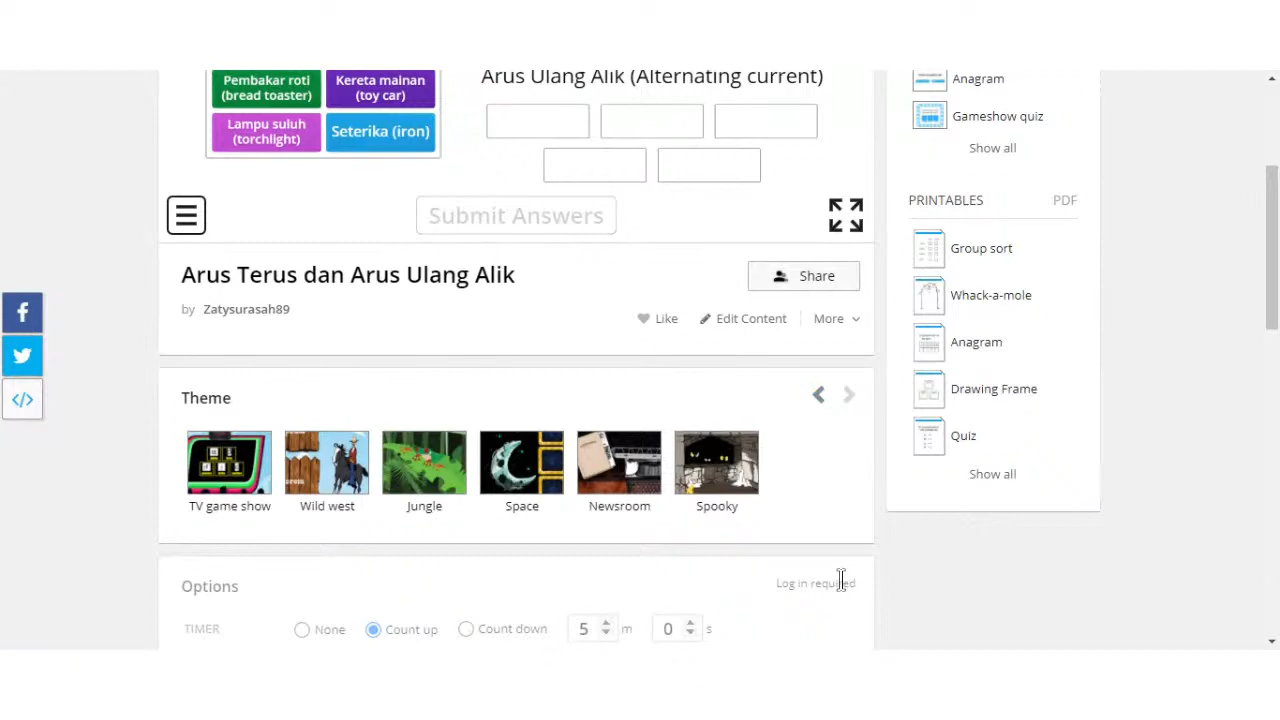 Pembakar roti
(bread toaster)
Kereta mainan
(toy car)
Lampu suluh
(torchlight)
Seterika (iron)
Arus Ulang Alik (Alternating current)
Submit Answers
Arus Terus dan Arus Ulang Alik
Share
by Zatysurasah89
Like
Edit Content
More
Theme
TV game show
Wild west
Jungle
Space
Newsroom
Spooky
Options
Log in required
TIMER
None
Count up
Count down
5 m
0 s
Anagram
Gameshow quiz
Show all
PRINTABLES
PDF
Group sort
Whack-a-mole
Anagram
Drawing Frame
Quiz
Show all